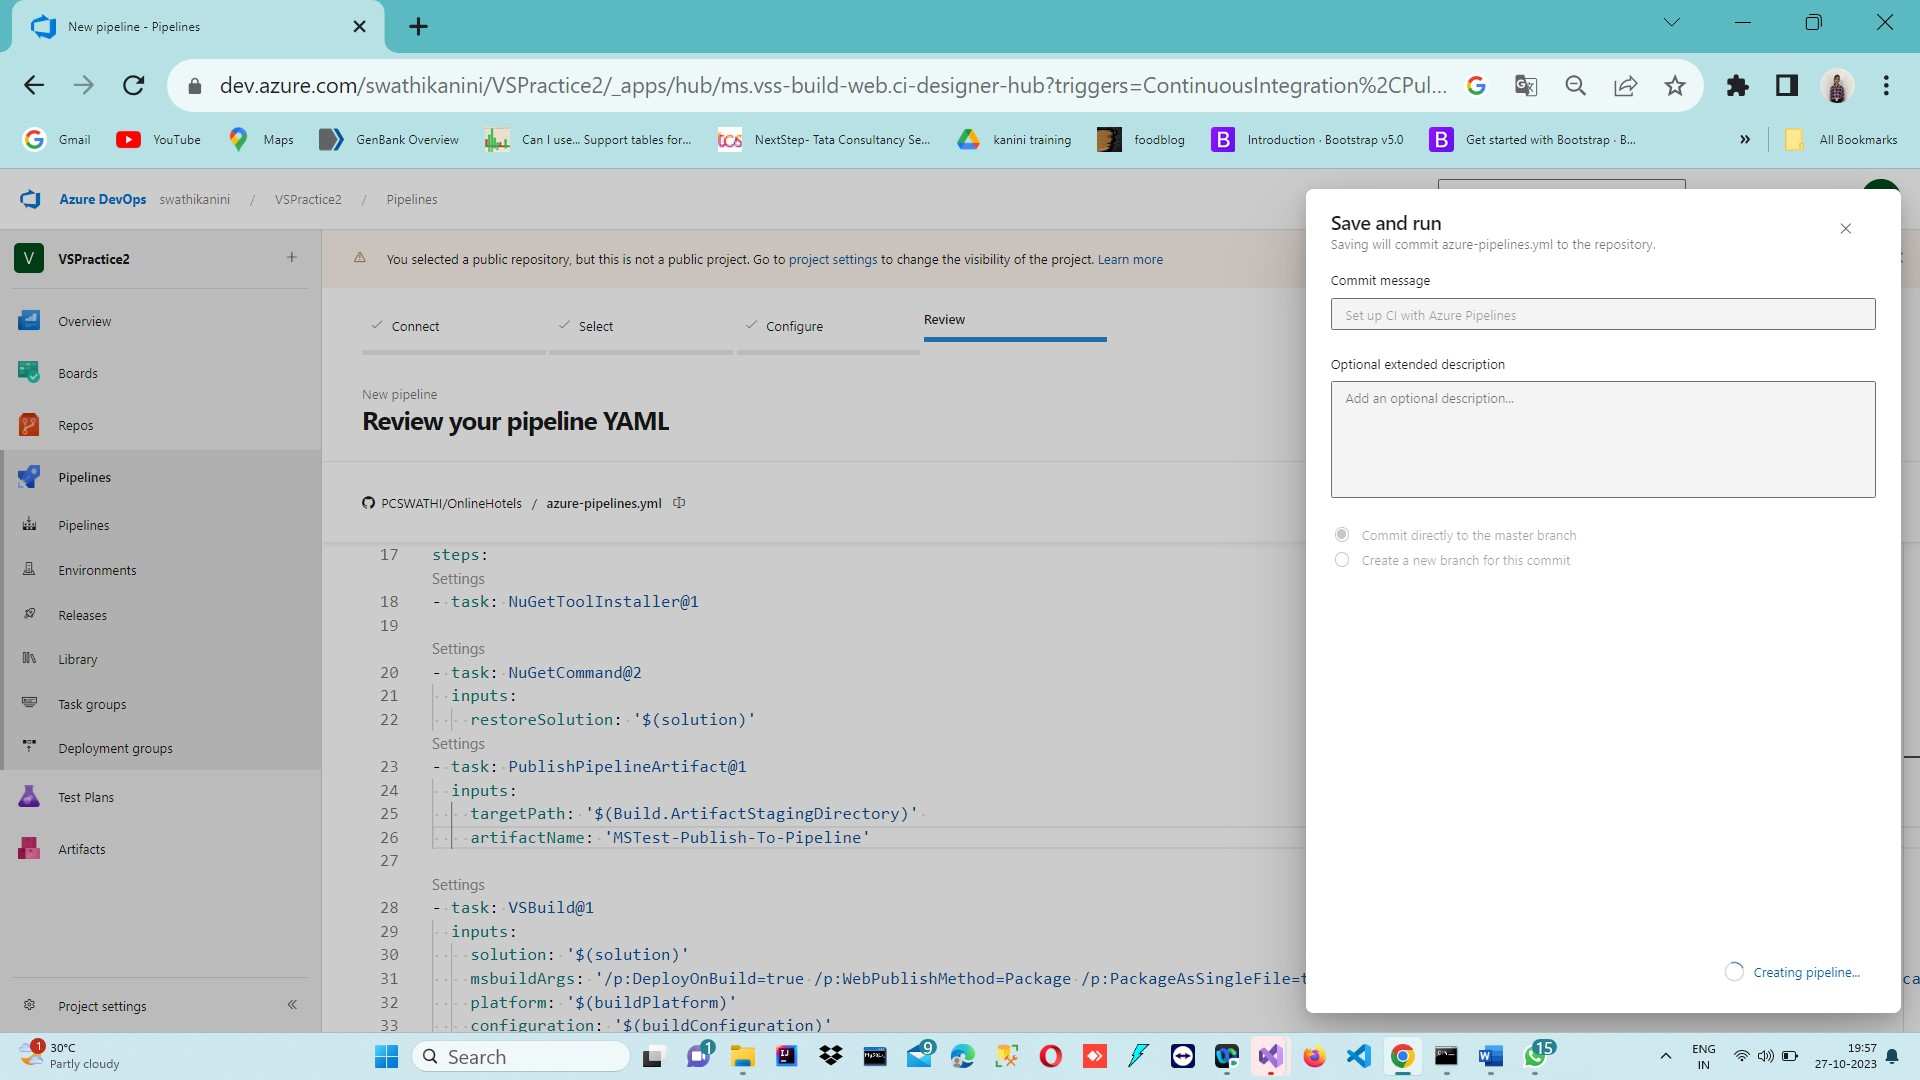 New pipeline - Pipelines
dev.azure.com/swathikanini/VSPractice2/_apps/hub/ms.vss-build-web.ci-designer-hub?triggers=ContinuousIntegration%2CPul...
Gmail
YouTube
Maps
GenBank Overview
Can I use... Support tables for...
tcs
NextStep- Tata Consultancy Se...
kanini training
foodblog
B
Introduction · Bootstrap v5.0
B
Get started with Bootstrap · B...
»
All Bookmarks
Azure DevOps swathikanini / VSPractice2 / Pipelines
V
VSPractice2
Overview
Boards
Repos
Pipelines
Pipelines
Environments
Releases
Library
Task groups
Deployment groups
Test Plans
Artifacts
Project settings
You selected a public repository, but this is not a public project. Go to project settings to change the visibility of the project. Learn more
Connect
Select
Configure
Review
New pipeline
Review your pipeline YAML
PCSWATHI/OnlineHotels / azure-pipelines.yml
17 steps:
Settings
18 - task: NuGetToolInstaller@1
19
Settings
20 - task: NuGetCommand@2
21 inputs:
22 restoreSolution: '$(solution)'
Settings
23 - task: PublishPipelineArtifact@1
24 inputs:
25 targetPath: '$(Build.ArtifactStagingDirectory)'
26 artifactName: 'MSTest-Publish-To-Pipeline'
27
Settings
28 - task: VSBuild@1
29 inputs:
30 solution: '$(solution)'
31 msbuildArgs: '/p:DeployOnBuild=true /p:WebPublishMethod=Package /p:PackageAsSingleFile=t
32 platform: '$(buildPlatform)'
33 configuration: '$(buildConfiguration)'
Save and run
Saving will commit azure-pipelines.yml to the repository.
Commit message
Set up CI with Azure Pipelines
Optional extended description
Add an optional description...
Commit directly to the master branch
Create a new branch for this commit
Creating pipeline...
ca
1
30°C
Partly cloudy
Search
1
9
15
ENG
IN
19:57
27-10-2023